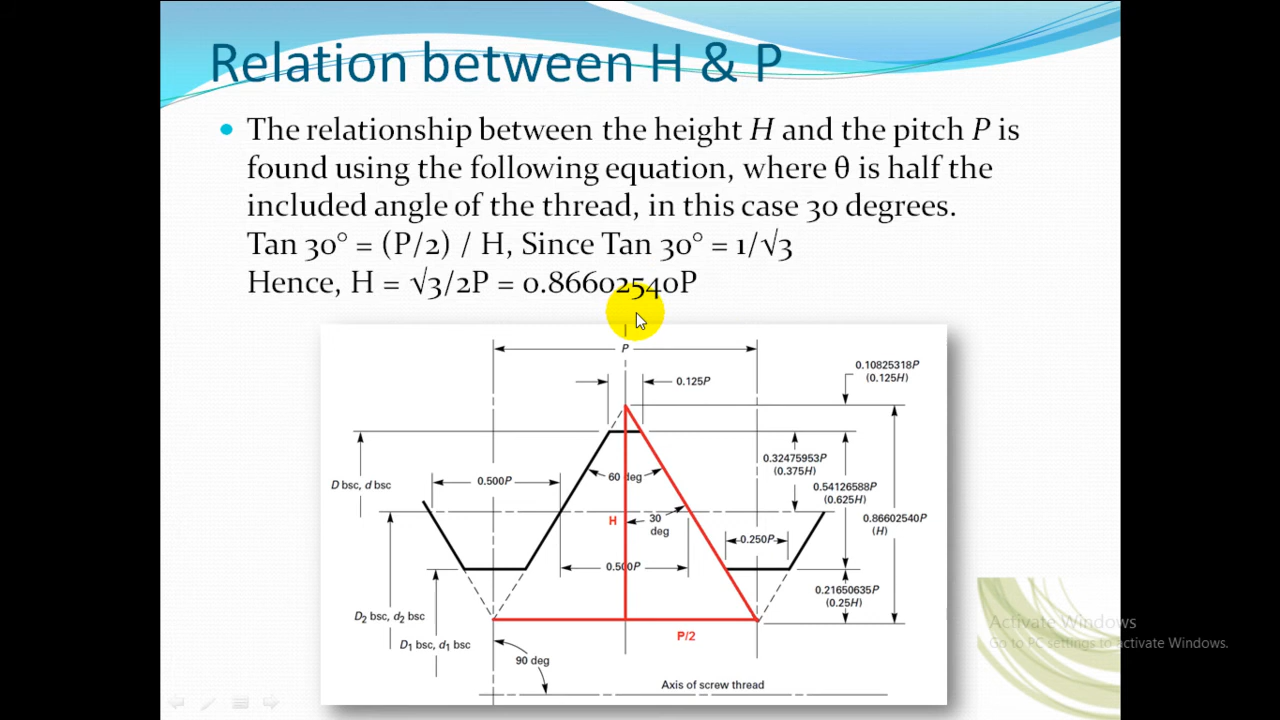 Relation between H & P
The relationship between the height H and the pitch P is
found using the following equation, where θ is half the
included angle of the thread, in this case 30 degrees.
Tan 30° = (P/2) / H, Since Tan 30° = 1/√3
Hence, H = √3/2P = 0.86602540P
P
0.10825318P
(0.125H)
0.125P
0.32475953P
(0.375H)
60 deg
0.500P
D bsc, d bsc
0.54126588P
(0.625H)
H
30
deg
0.86602540P
(H)
0.250P
0.500P
0.21650635P
(0.25H)
D2 bsc, d2 bsc
P/2
D1 bsc, d1 bsc
90 deg
Axis of screw thread
Activate Windows
Go to PC settings to activate Windows.